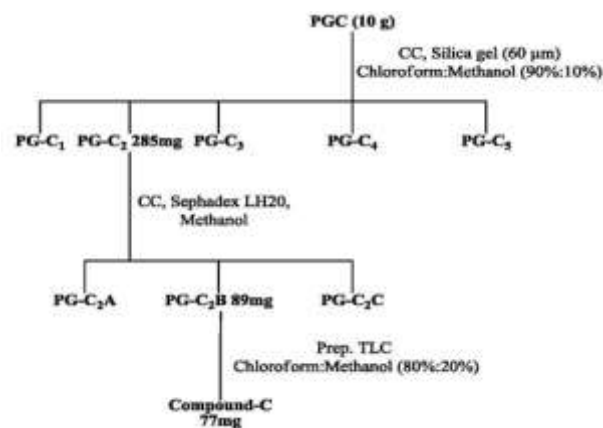 PGC (10 g)
CC, Silica gel (60 µm)
Chloroform:Methanol (90%:10%)
PG-C₁ PG-C₂ 285mg PG-C₃ PG-C₄ PG-C₅
CC, Sephadex LH20,
Methanol
PG-C₂A PG-C₂B 89mg PG-C₂C
Prep. TLC
Chloroform:Methanol (80%:20%)
Compound-C
77mg